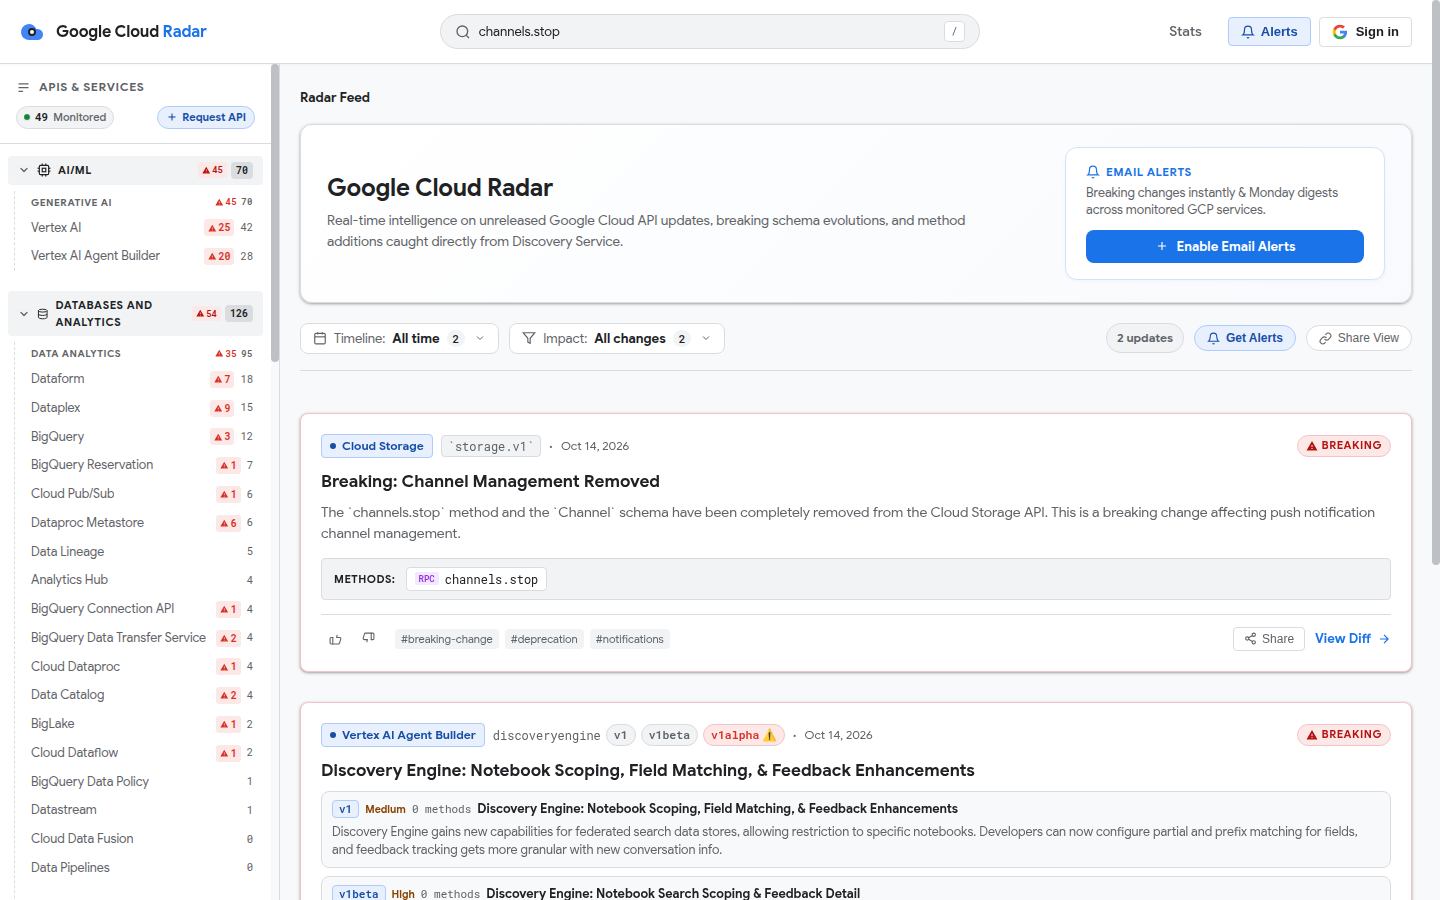 Google Cloud Radar
channels.stop
/
Stats
Alerts
Sign in
APIS & SERVICES
49 Monitored
+ Request API
AI/ML 45 70
GENERATIVE AI 45 70
Vertex AI 25 42
Vertex AI Agent Builder 20 28
DATABASES AND
ANALYTICS
54 126
DATA ANALYTICS 35 95
Dataform 7 18
Dataplex 9 15
BigQuery 3 12
BigQuery Reservation 1 7
Cloud Pub/Sub 1 6
Dataproc Metastore 6 6
Data Lineage 5
Analytics Hub 4
BigQuery Connection API 1 4
BigQuery Data Transfer Service 2 4
Cloud Dataproc 1 4
Data Catalog 2 4
BigLake 1 2
Cloud Dataflow 1 2
BigQuery Data Policy 1
Datastream 1
Cloud Data Fusion 0
Data Pipelines 0
Radar Feed
Google Cloud Radar
Real-time intelligence on unreleased Google Cloud API updates, breaking schema evolutions, and method
additions caught directly from Discovery Service.
EMAIL ALERTS
Breaking changes instantly & Monday digests
across monitored GCP services.
+ Enable Email Alerts
Timeline: All time 2
Impact: All changes 2
2 updates
Get Alerts
Share View
Cloud Storage `storage.v1` • Oct 14, 2026
BREAKING
Breaking: Channel Management Removed
The `channels.stop` method and the `Channel` schema have been completely removed from the Cloud Storage API. This is a breaking change affecting push notification
channel management.
METHODS: RPC channels.stop
#breaking-change #deprecation #notifications
Share
View Diff →
Vertex AI Agent Builder discoveryengine v1 v1beta v1alpha ⚠️ • Oct 14, 2026
BREAKING
Discovery Engine: Notebook Scoping, Field Matching, & Feedback Enhancements
v1 Medium 0 methods Discovery Engine: Notebook Scoping, Field Matching, & Feedback Enhancements
Discovery Engine gains new capabilities for federated search data stores, allowing restriction to specific notebooks. Developers can now configure partial and prefix matching for fields,
and feedback tracking gets more granular with new conversation info.
v1beta High 0 methods Discovery Engine: Notebook Search Scoping & Feedback Detail